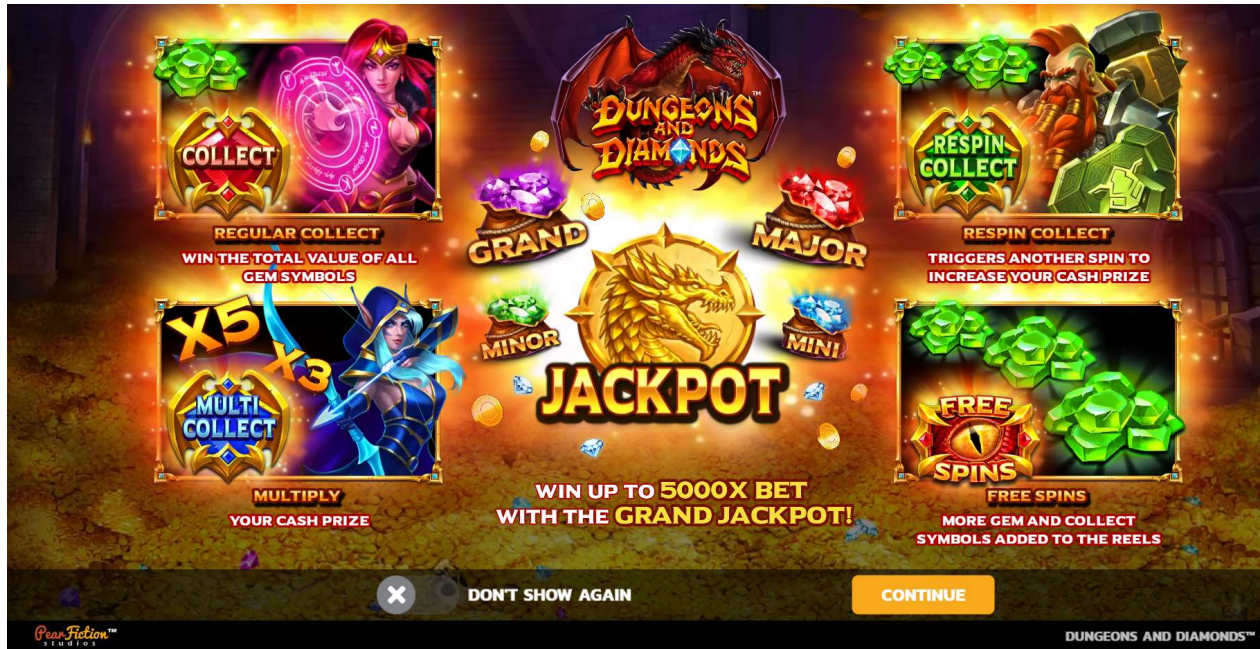 COLLECT
REGULAR COLLECT
WIN THE TOTAL VALUE OF ALL
GEM SYMBOLS
X5
X3
MULTI
COLLECT
MULTIPLY
YOUR CASH PRIZE
DUNGEONS™
AND
DIAMONDS
GRAND
MAJOR
MINOR
MINI
JACKPOT
WIN UP TO 5000X BET
WITH THE GRAND JACKPOT!
RESPIN
COLLECT
RESPIN COLLECT
TRIGGERS ANOTHER SPIN TO
INCREASE YOUR CASH PRIZE
FREE
SPINS
FREE SPINS
MORE GEM AND COLLECT
SYMBOLS ADDED TO THE REELS
DON'T SHOW AGAIN
CONTINUE
PearFiction™
studios
DUNGEONS AND DIAMONDS™